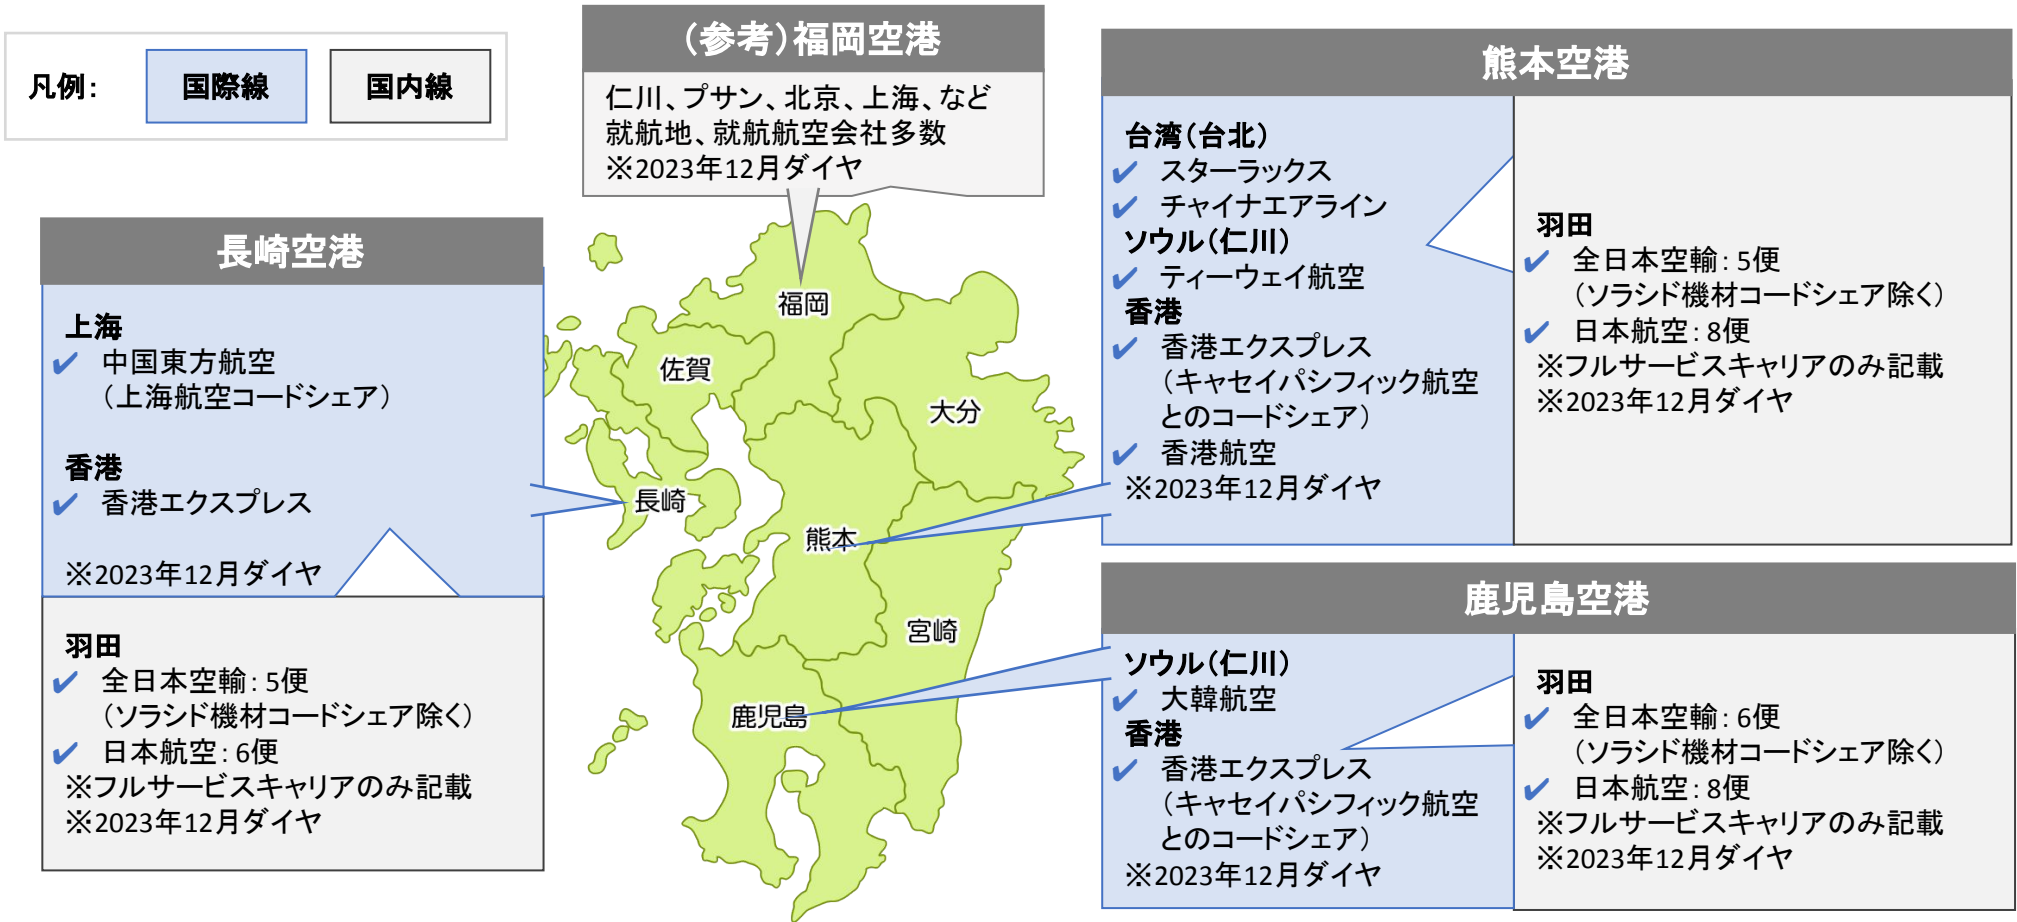 凡例：
国際線
国内線
（参考）福岡空港
仁川、プサン、北京、上海、など
就航地、就航航空会社多数
※2023年12月ダイヤ
長崎空港
上海
✔ 中国東方航空
（上海航空コードシェア）
香港
✔ 香港エクスプレス
※2023年12月ダイヤ
羽田
✔ 全日本空輸：5便
（ソラシド機材コードシェア除く）
✔ 日本航空：6便
※フルサービスキャリアのみ記載
※2023年12月ダイヤ
福岡
佐賀
大分
長崎
熊本
宮崎
鹿児島
熊本空港
台湾（台北）
✔ スターラックス
✔ チャイナエアライン
ソウル（仁川）
✔ ティーウェイ航空
香港
✔ 香港エクスプレス
（キャセイパシフィック航空
とのコードシェア）
✔ 香港航空
※2023年12月ダイヤ
羽田
✔ 全日本空輸：5便
（ソラシド機材コードシェア除く）
✔ 日本航空：8便
※フルサービスキャリアのみ記載
※2023年12月ダイヤ
鹿児島空港
ソウル（仁川）
✔ 大韓航空
香港
✔ 香港エクスプレス
（キャセイパシフィック航空
とのコードシェア）
※2023年12月ダイヤ
羽田
✔ 全日本空輸：6便
（ソラシド機材コードシェア除く）
✔ 日本航空：8便
※フルサービスキャリアのみ記載
※2023年12月ダイヤ